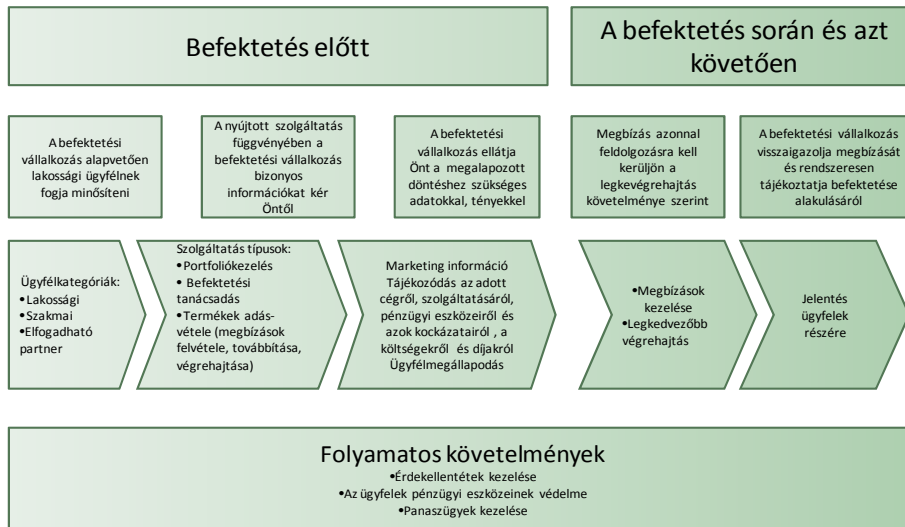 Befektetés előtt
A befektetés során és azt
követően
A befektetési
vállalkozás alapvetően
lakossági ügyfélnek
fogja minősíteni
A nyújtott szolgáltatás
függvényében a
befektetési vállalkozás
bizonyos
információkat kér
Öntől
A befektetési
vállalkozás ellátja
Önt a megalapozott
döntéshez szükséges
adatokkal, tényekkel
Megbízás azonnal
feldolgozásra kell
kerüljön a
legkevégrehajtás
követelménye szerint
A befektetési vállalkozás
visszaigazolja megbízását
és rendszeresen
tájékoztatja befektetése
alakulásáról
Ügyfélkategóriák:
•Lakossági
•Szakmai
•Elfogadható
partner
Szolgáltatás típusok:
•Portfoliókezelés
• Befektetési
tanácsadás
•Termékek adás-
vétele (megbízások
felvétele, továbbítása,
végrehajtása)
Marketing információ
Tájékozódás az adott
cégről, szolgáltatásáról,
pénzügyi eszközeiről és
azok kockázatairól , a
költségekről és díjakról
Ügyfélmegállapodás
•Megbízások
kezelése
•Legkedvezőbb
végrehajtás
Jelentés
ügyfelek
részére
Folyamatos követelmények
•Érdekellentétek kezelése
•Az ügyfelek pénzügyi eszközeinek védelme
•Panaszügyek kezelése